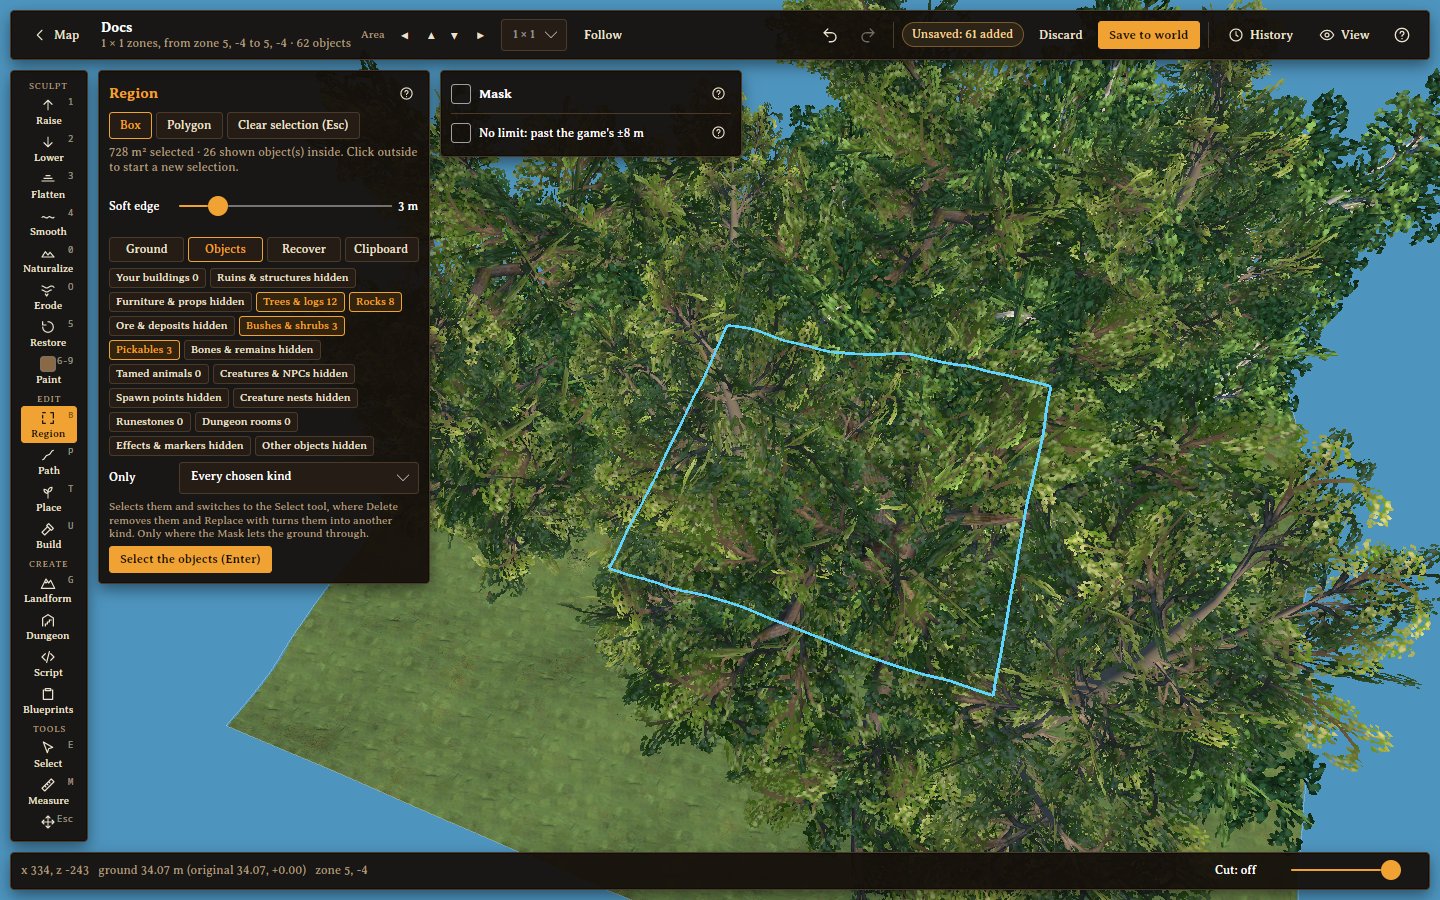 Map
Docs
1 × 1 zones, from zone 5, -4 to 5, -4 · 62 objects
Area
1 × 1
Follow
Unsaved: 61 added
Discard
Save to world
History
View
SCULPT
1
Raise
2
Lower
3
Flatten
4
Smooth
0
Naturalize
O
Erode
5
Restore
6-9
Paint
EDIT
B
Region
P
Path
T
Place
U
Build
CREATE
G
Landform
Dungeon
Script
Blueprints
TOOLS
E
Select
M
Measure
Esc
Region
Box
Polygon
Clear selection (Esc)
728 m² selected · 26 shown object(s) inside. Click outside
to start a new selection.
Soft edge
3 m
Ground
Objects
Recover
Clipboard
Your buildings 0
Ruins & structures hidden
Furniture & props hidden
Trees & logs 12
Rocks 8
Ore & deposits hidden
Bushes & shrubs 3
Pickables 3
Bones & remains hidden
Tamed animals 0
Creatures & NPCs hidden
Spawn points hidden
Creature nests hidden
Runestones 0
Dungeon rooms 0
Effects & markers hidden
Other objects hidden
Only
Every chosen kind
Selects them and switches to the Select tool, where Delete
removes them and Replace with turns them into another
kind. Only where the Mask lets the ground through.
Select the objects (Enter)
Mask
No limit: past the game's ±8 m
x 334, z -243 ground 34.07 m (original 34.07, +0.00) zone 5, -4
Cut: off